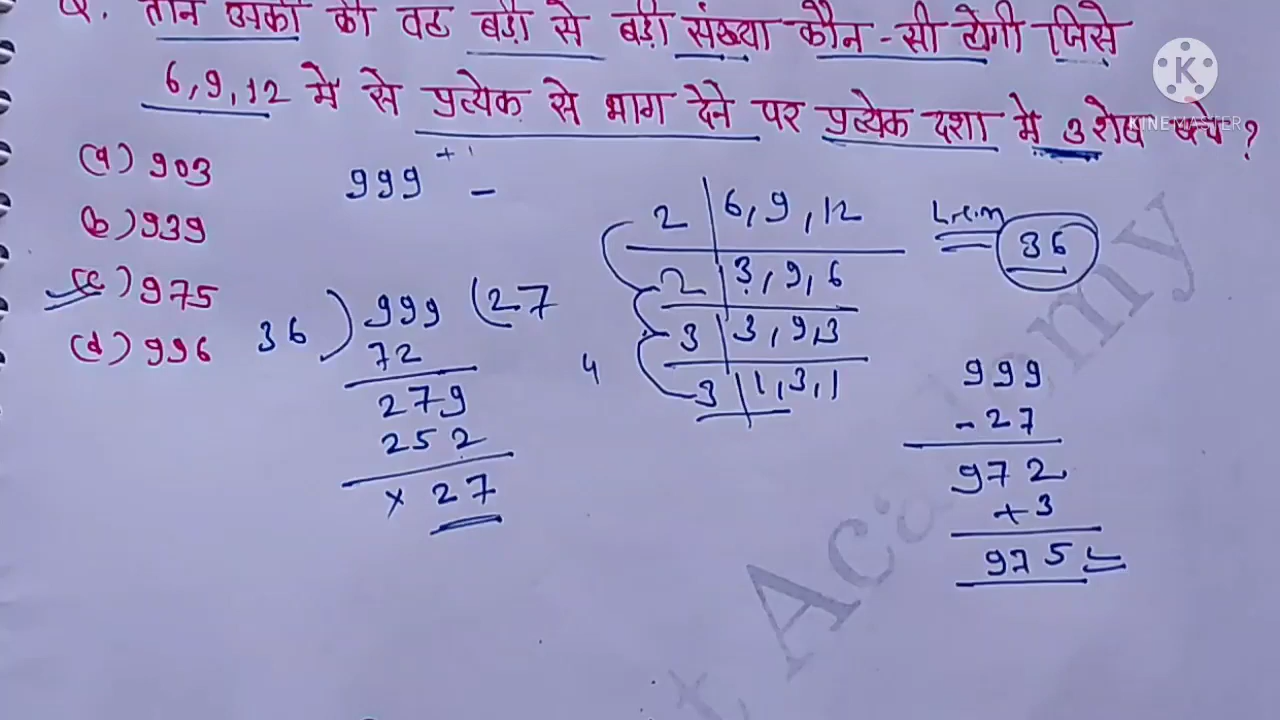 Q. तीन अंकों की वह बड़ी से बड़ी संख्या कौन-सी होगी जिसे
6,9,12 में से प्रत्येक से भाग देने पर प्रत्येक दशा में 3 शेष बचे?
(a) 903
(b) 939
(c) 975
(d) 996
999 + -
36 ) 999 ( 27
72
279
252
× 27
4
2 | 6, 9, 12
2 | 3, 9, 6
3 | 3, 9, 3
3 | 1, 3, 1
L.c.m
36
999
- 27
972
+ 3
975
K
KINEMASTER
Academy